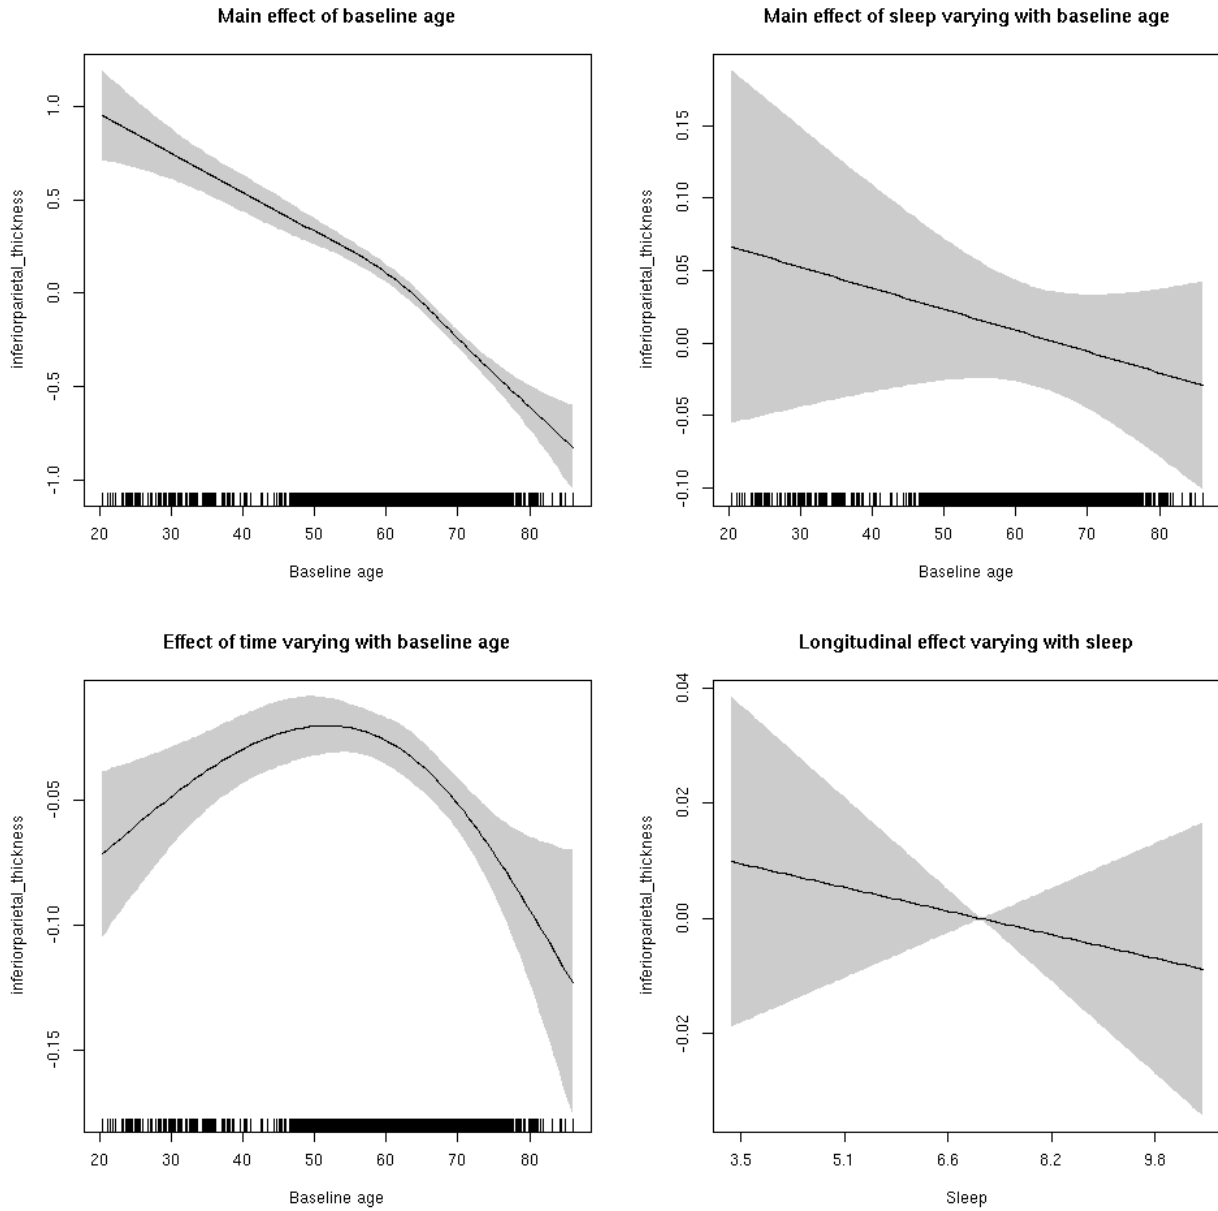 Main effect of baseline age
inferiorparietal_thickness
1.0
0.5
0.0
-0.5
-1.0
20 30 40 50 60 70 80
Baseline age
Main effect of sleep varying with baseline age
inferiorparietal_thickness
0.15
0.10
0.05
0.00
-0.05
-0.10
20 30 40 50 60 70 80
Baseline age
Effect of time varying with baseline age
inferiorparietal_thickness
-0.05
-0.10
-0.15
20 30 40 50 60 70 80
Baseline age
Longitudinal effect varying with sleep
inferiorparietal_thickness
0.04
0.02
0.00
-0.02
3.5 5.1 6.6 8.2 9.8
Sleep